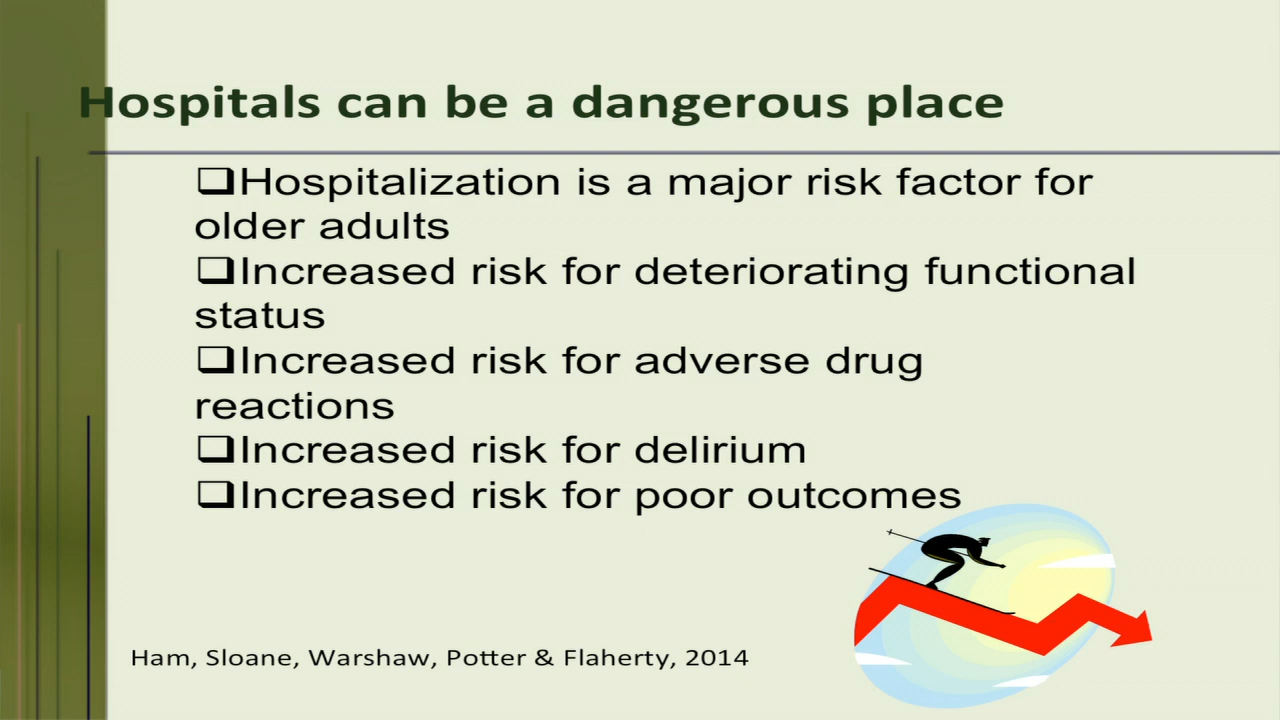 Hospitals can be a dangerous place
❑Hospitalization is a major risk factor for
older adults
❑Increased risk for deteriorating functional
status
❑Increased risk for adverse drug
reactions
❑Increased risk for delirium
❑Increased risk for poor outcomes
Ham, Sloane, Warshaw, Potter & Flaherty, 2014